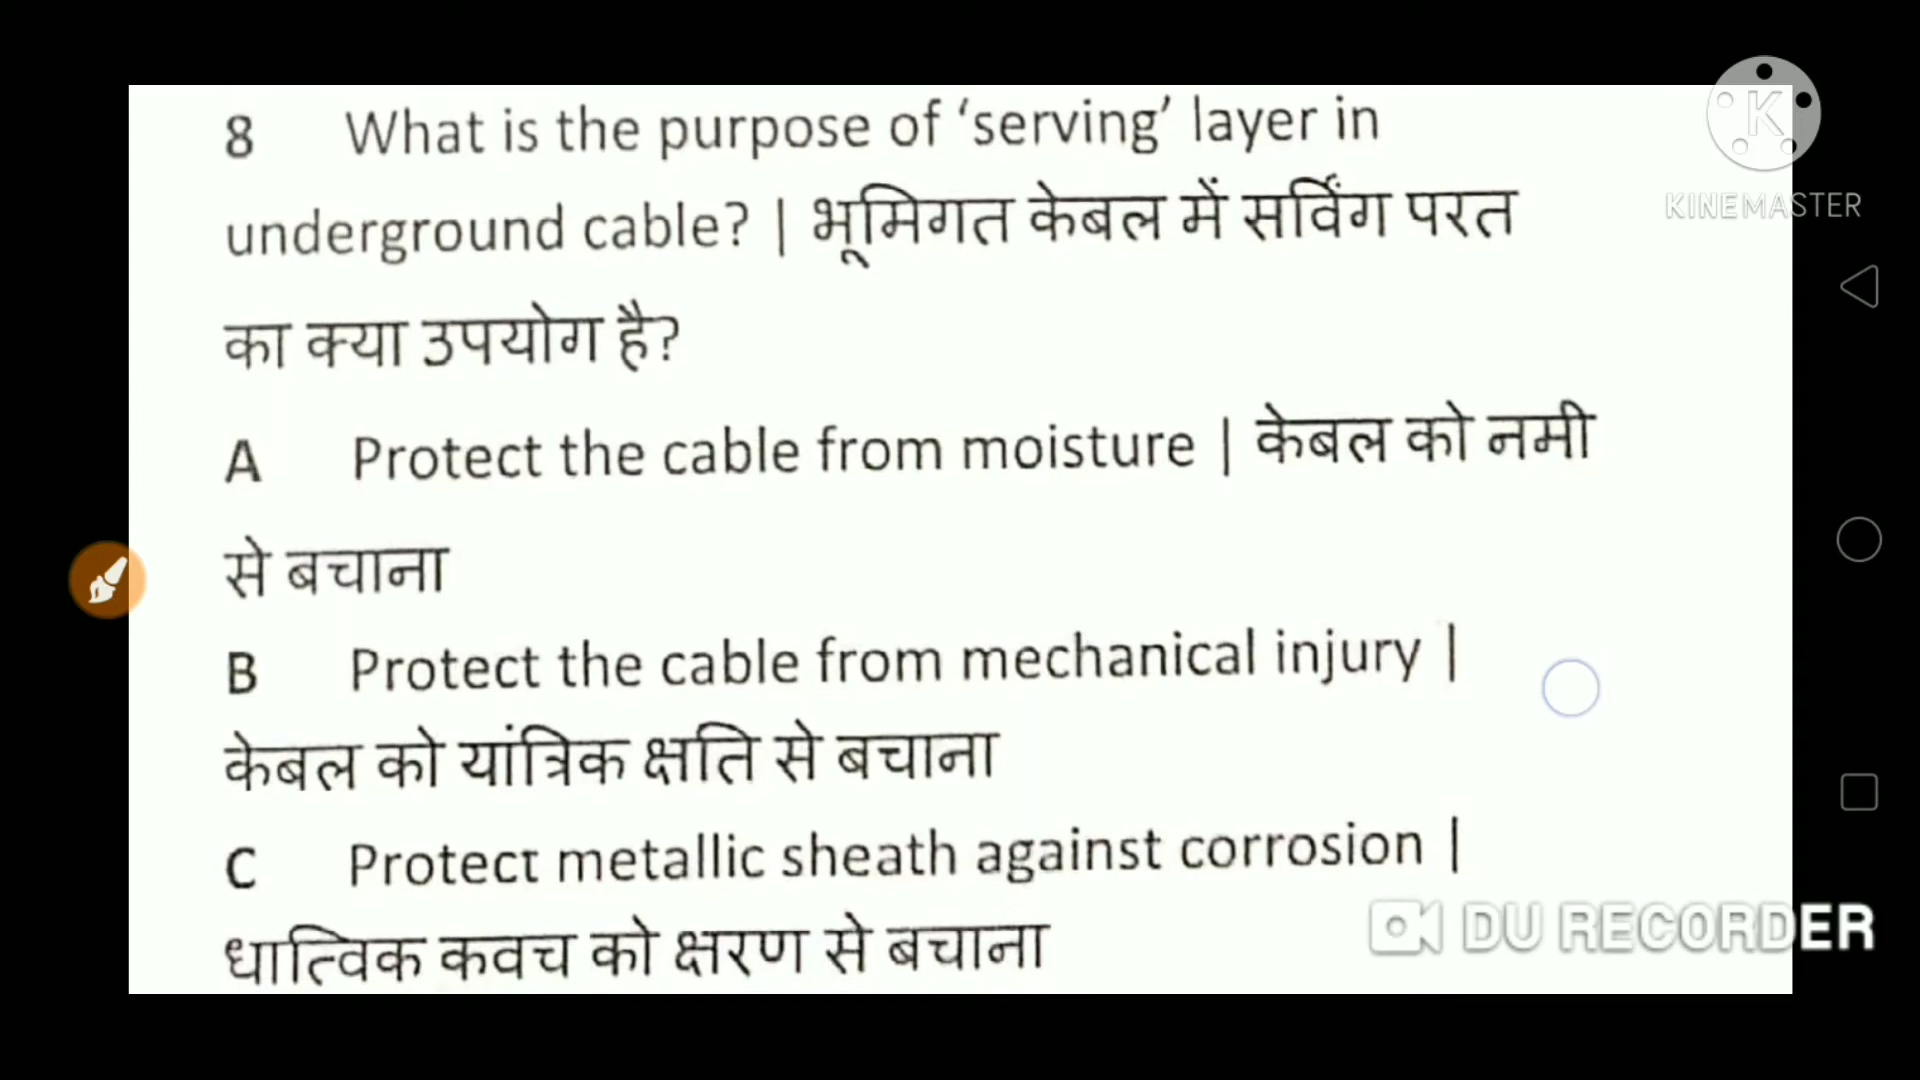 8 What is the purpose of ‘serving’ layer in
underground cable? | भूमिगत केबल में सर्विंग परत
का क्या उपयोग है?
A Protect the cable from moisture | केबल को नमी
से बचाना
B Protect the cable from mechanical injury |
केबल को यांत्रिक क्षति से बचाना
C Protect metallic sheath against corrosion |
धात्विक कवच को क्षरण से बचाना
K
KINEMASTER
DU RECORDER